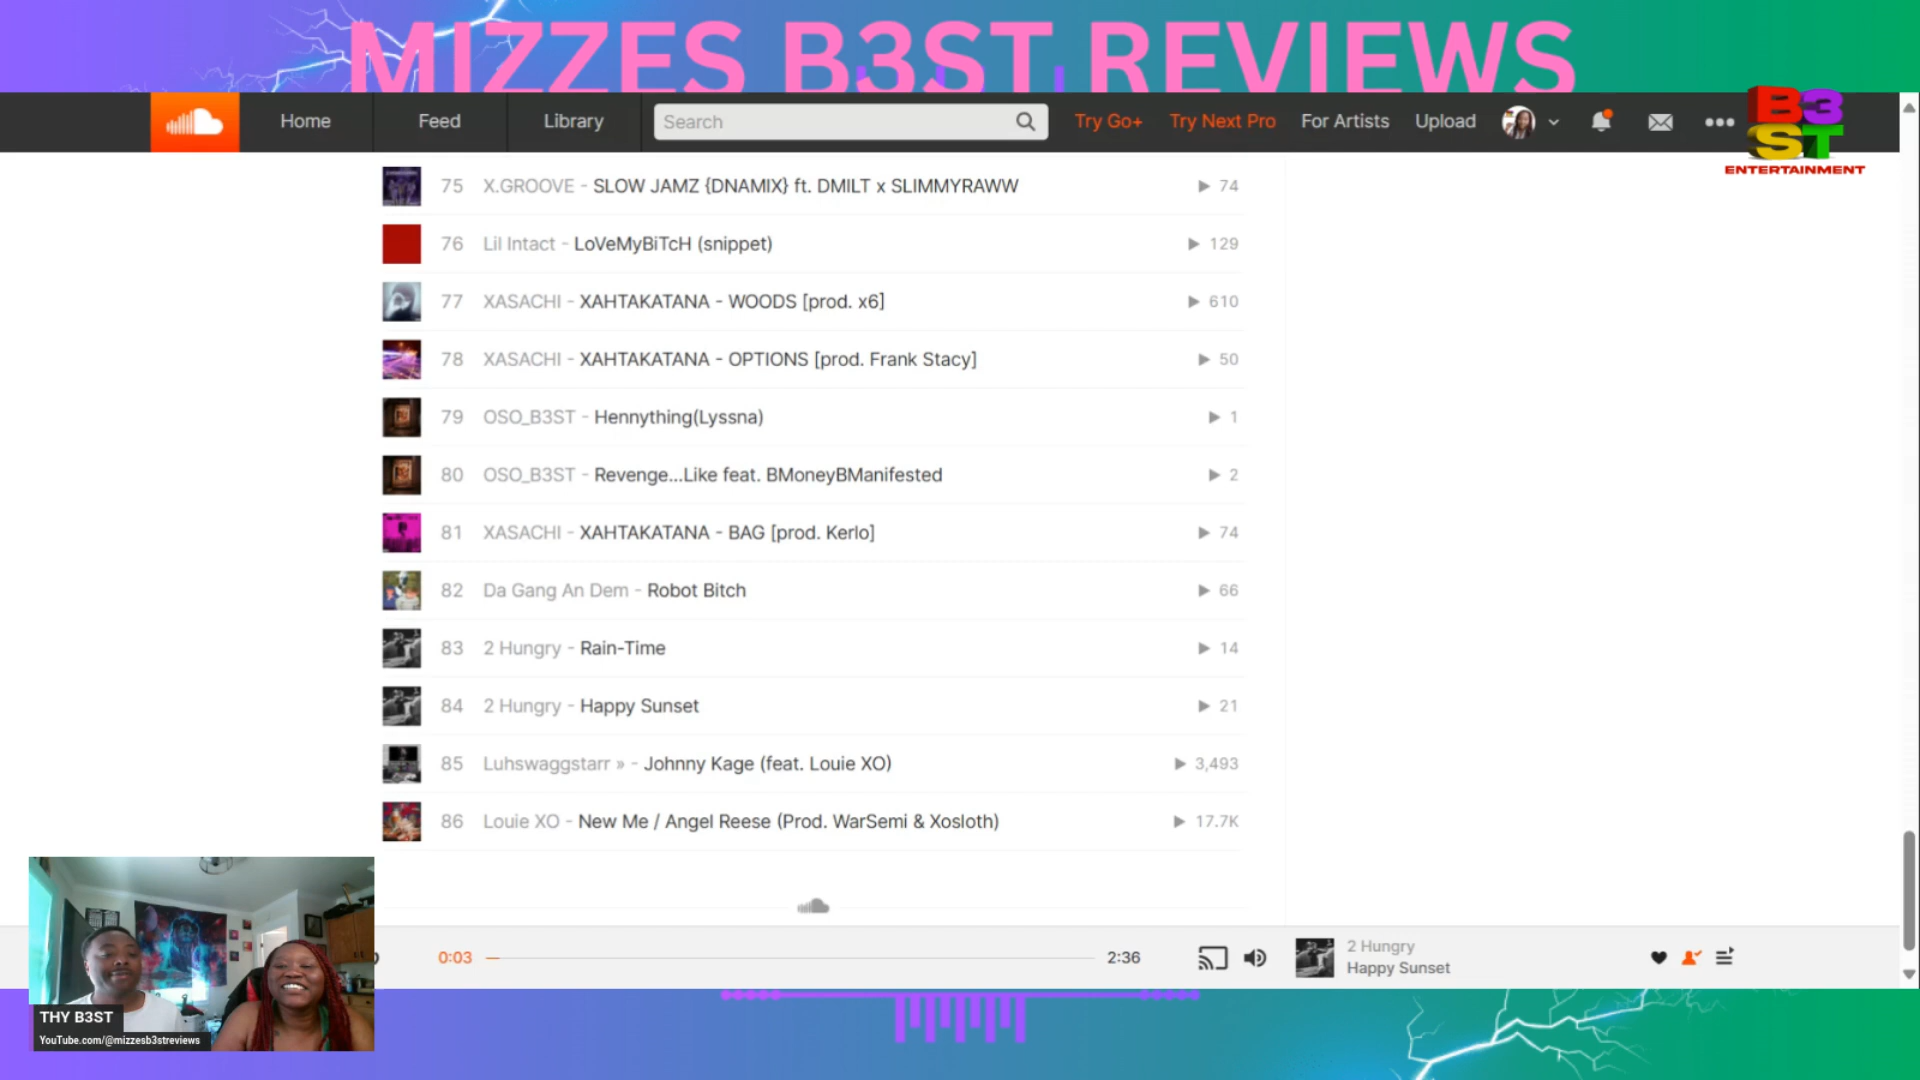 MIZZES B3ST REVIEWS
Home
Feed
Library
Search
Try Go+
Try Next Pro
For Artists
Upload
B3
ST
ENTERTAINMENT
75 X.GROOVE - SLOW JAMZ {DNAMIX} ft. DMILT x SLIMMYRAWW 74
76 Lil Intact - LoVeMyBiTcH (snippet) 129
77 XASACHI - XAHTAKATANA - WOODS [prod. x6] 610
78 XASACHI - XAHTAKATANA - OPTIONS [prod. Frank Stacy] 50
79 OSO_B3ST - Hennything(Lyssna) 1
80 OSO_B3ST - Revenge...Like feat. BMoneyBManifested 2
81 XASACHI - XAHTAKATANA - BAG [prod. Kerlo] 74
82 Da Gang An Dem - Robot Bitch 66
83 2 Hungry - Rain-Time 14
84 2 Hungry - Happy Sunset 21
85 Luhswaggstarr » - Johnny Kage (feat. Louie XO) 3,493
86 Louie XO - New Me / Angel Reese (Prod. WarSemi & Xosloth) 17.7K
0:03
2:36
2 Hungry
Happy Sunset
THY B3ST
YouTube.com/@mizzesb3streviews